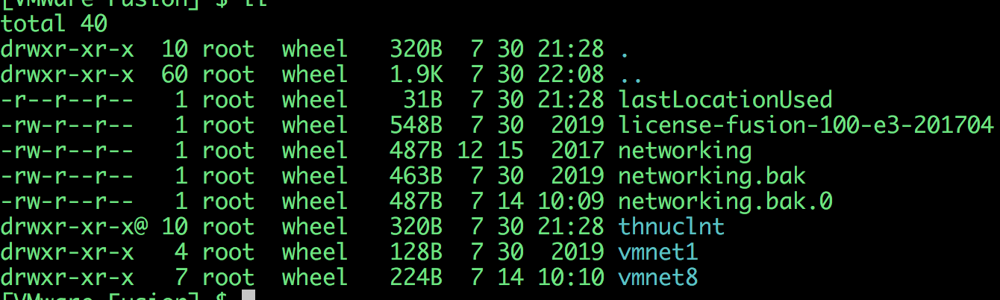 [VMware Fusion] $ ll
total 40
drwxr-xr-x  10 root  wheel   320B  7 30 21:28 .
drwxr-xr-x  60 root  wheel   1.9K  7 30 22:08 ..
-r--r--r--   1 root  wheel    31B  7 30 21:28 lastLocationUsed
-rw-r--r--   1 root  wheel   548B  7 30  2019 license-fusion-100-e3-201704
-rw-r--r--   1 root  wheel   487B 12 15  2017 networking
-rw-r--r--   1 root  wheel   463B  7 30  2019 networking.bak
-rw-r--r--   1 root  wheel   487B  7 14 10:09 networking.bak.0
drwxr-xr-x@ 10 root  wheel   320B  7 30 21:28 thnuclnt
drwxr-xr-x   4 root  wheel   128B  7 30  2019 vmnet1
drwxr-xr-x   7 root  wheel   224B  7 14 10:10 vmnet8
[VMware Fusion] $